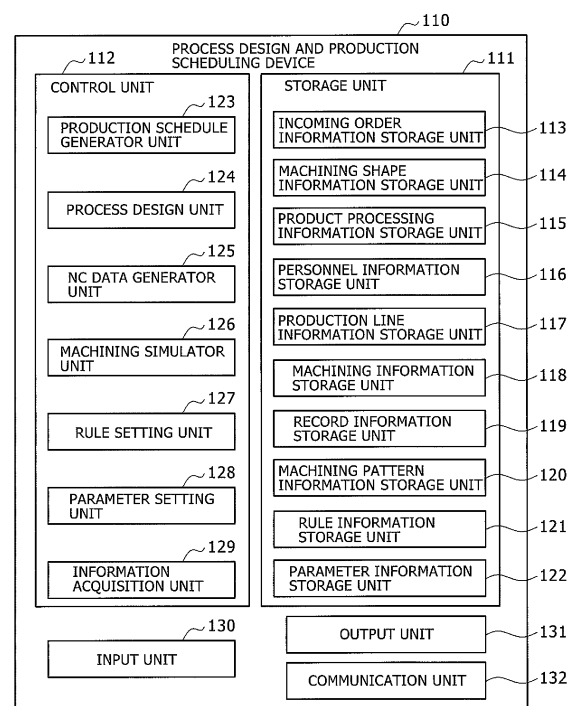 110
PROCESS DESIGN AND PRODUCTION
SCHEDULING DEVICE
112
CONTROL UNIT
123
PRODUCTION SCHEDULE
GENERATOR UNIT
124
PROCESS DESIGN UNIT
125
NC DATA GENERATOR
UNIT
126
MACHINING SIMULATOR
UNIT
127
RULE SETTING UNIT
128
PARAMETER SETTING
UNIT
129
INFORMATION
ACQUISITION UNIT
111
STORAGE UNIT
INCOMING ORDER
INFORMATION STORAGE UNIT
113
MACHINING SHAPE
INFORMATION STORAGE UNIT
114
PRODUCT PROCESSING
INFORMATION STORAGE UNIT
115
PERSONNEL INFORMATION
STORAGE UNIT
116
PRODUCTION LINE
INFORMATION STORAGE UNIT
117
MACHINING INFORMATION
STORAGE UNIT
118
RECORD INFORMATION
STORAGE UNIT
119
MACHINING PATTERN
INFORMATION STORAGE UNIT
120
RULE INFORMATION
STORAGE UNIT
121
PARAMETER INFORMATION
STORAGE UNIT
122
130
INPUT UNIT
OUTPUT UNIT
131
COMMUNICATION UNIT
132